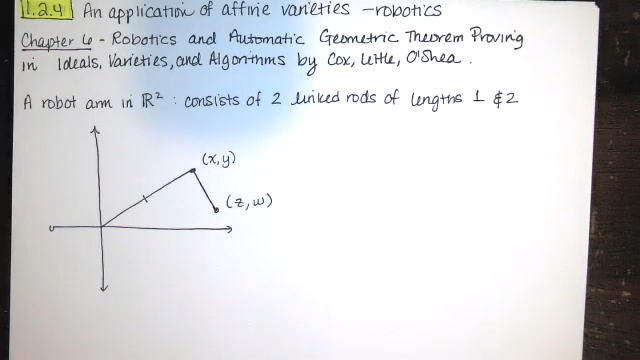 1.2.4 An application of affine varieties - robotics
Chapter 6 - Robotics and Automatic Geometric Theorem Proving
in Ideals, Varieties, and Algorithms by Cox, Little, O'Shea.
A robot arm in ℝ² : consists of 2 linked rods of lengths 1 & 2
(x,y)
(z,w)